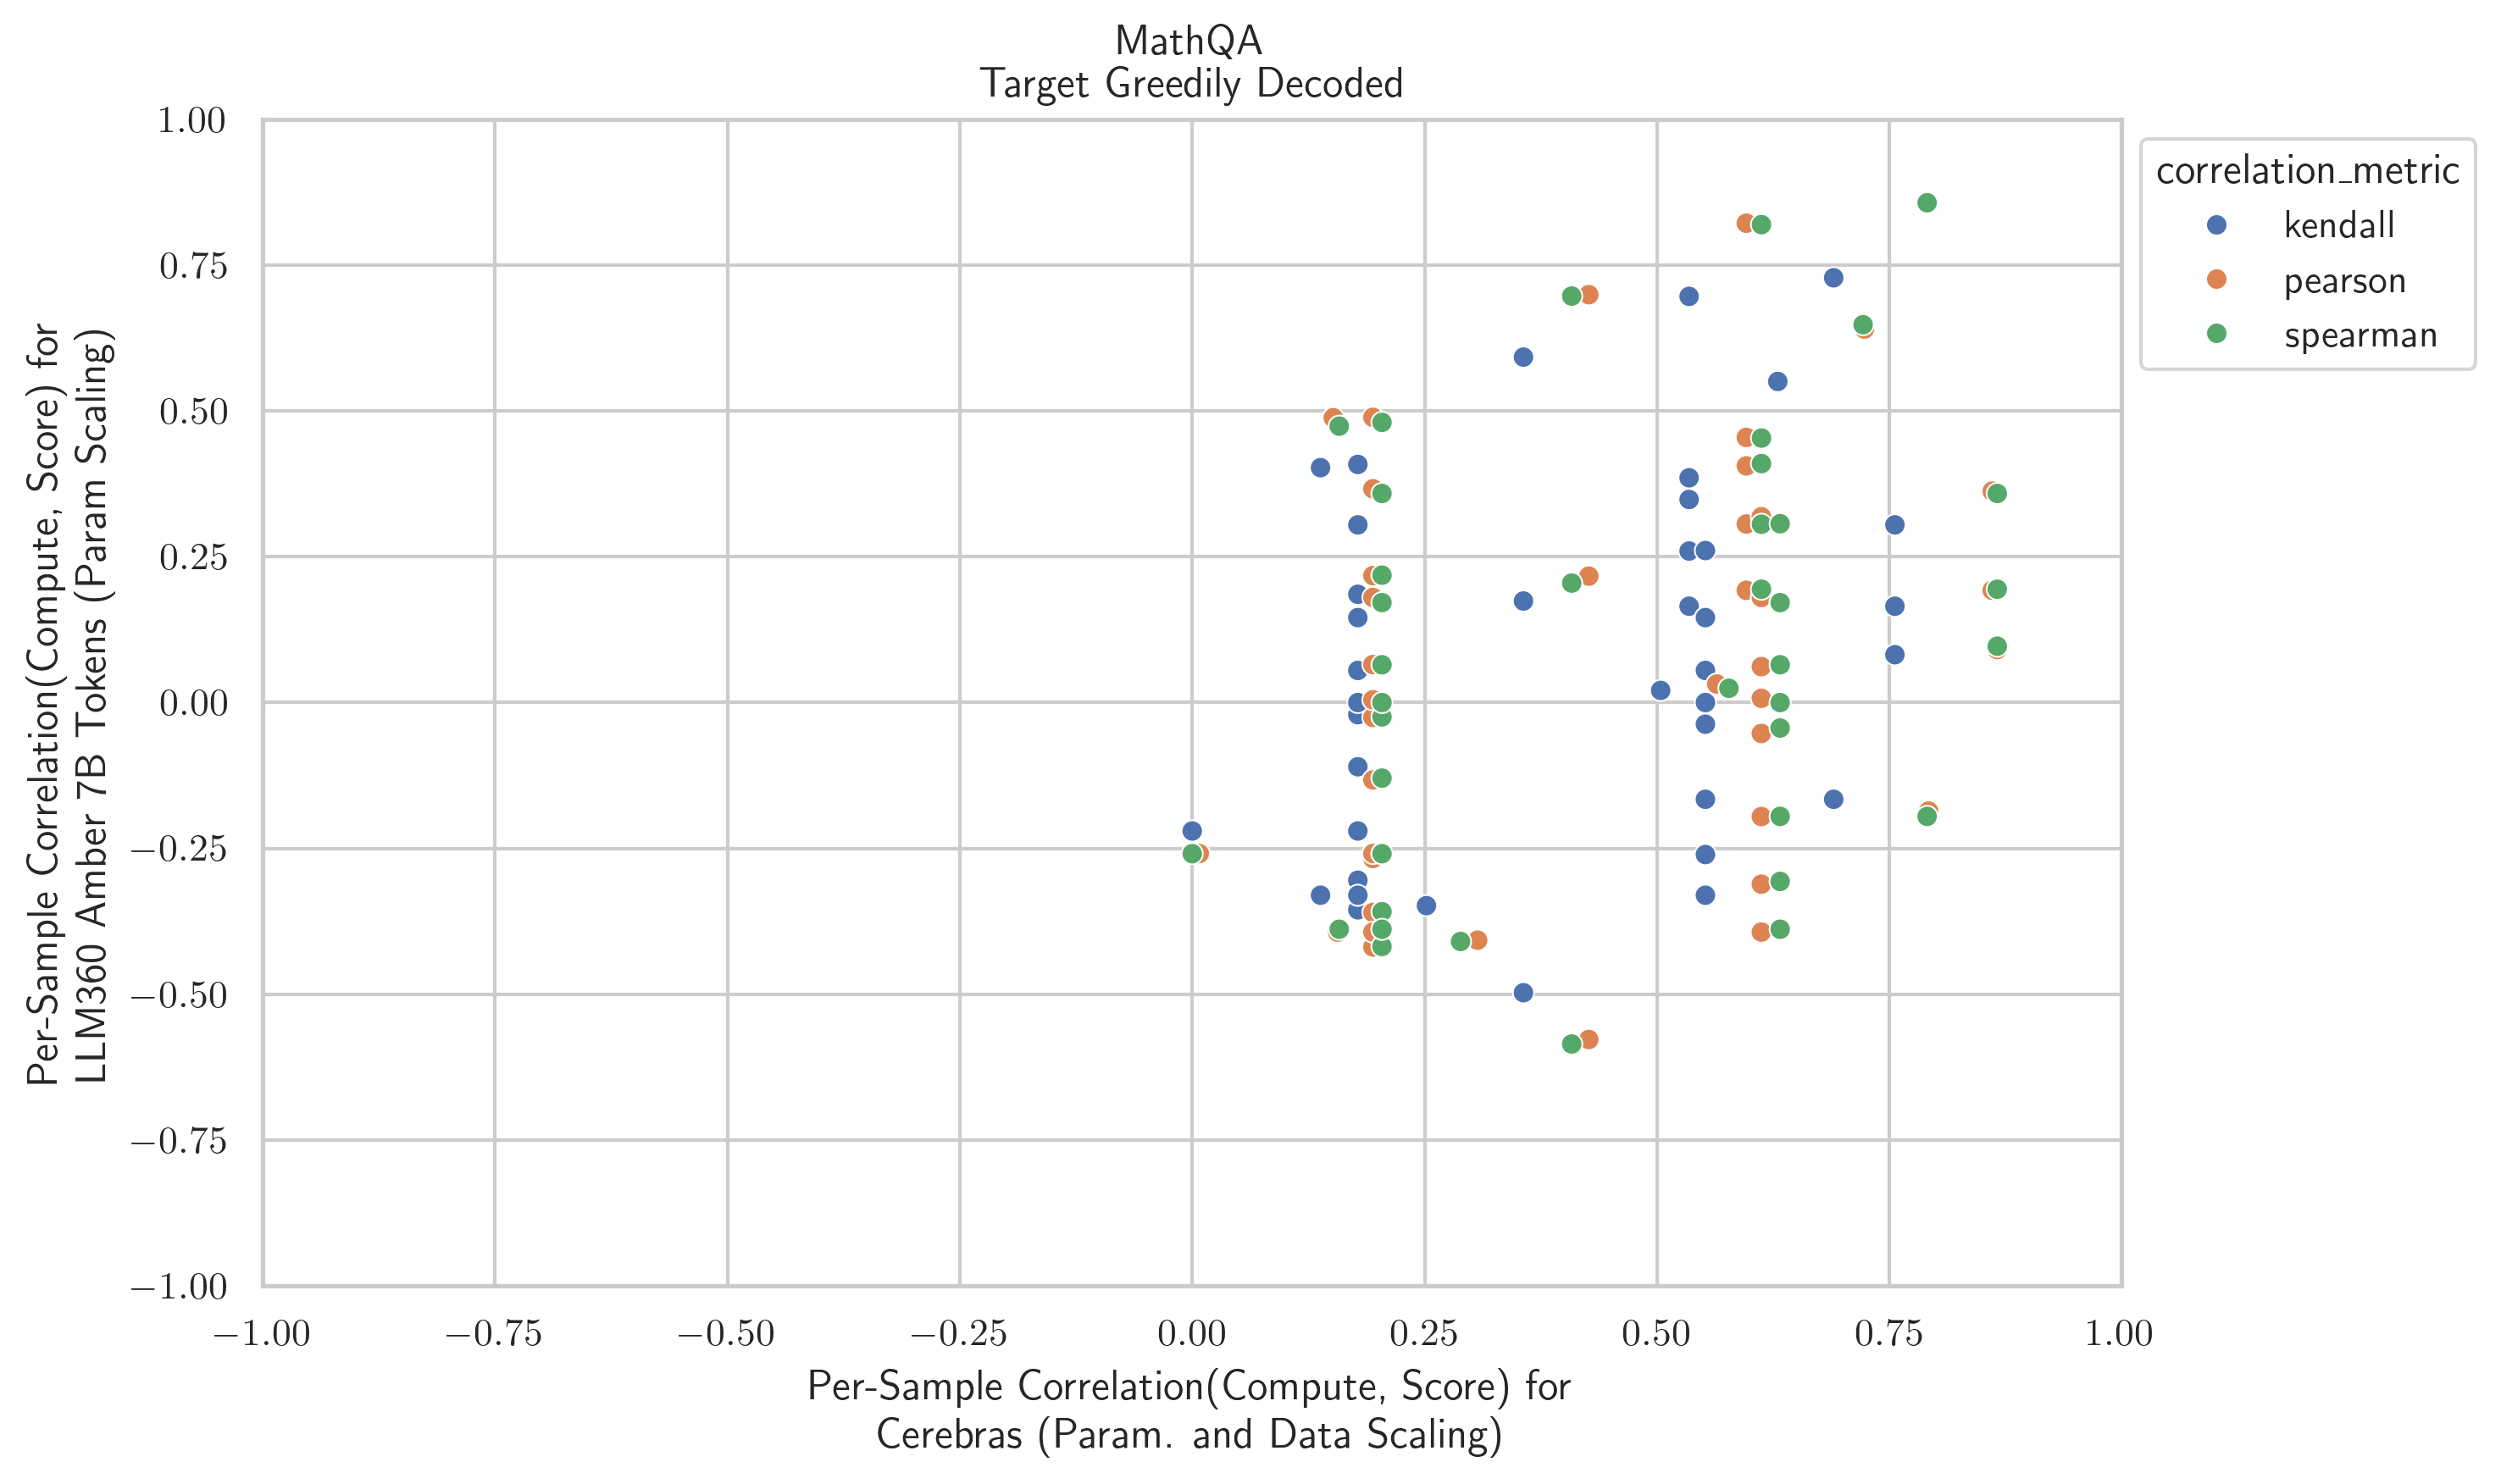 MathQA
Target Greedily Decoded
Per-Sample Correlation(Compute, Score) for
LLM360 Amber 7B Tokens (Param Scaling)
1.00
0.75
0.50
0.25
0.00
−0.25
−0.50
−0.75
−1.00
−1.00 −0.75 −0.50 −0.25 0.00 0.25 0.50 0.75 1.00
Per-Sample Correlation(Compute, Score) for
Cerebras (Param. and Data Scaling)
correlation_metric
kendall
pearson
spearman